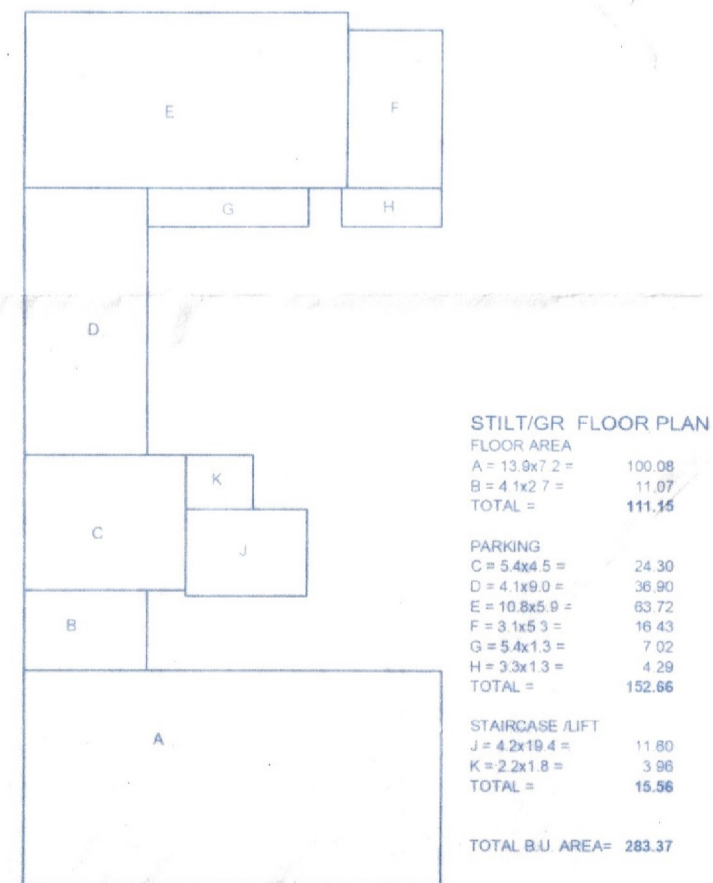 E
F
G
H
D
K
C
J
B
A
STILT/GR FLOOR PLAN
FLOOR AREA
A = 13.9x7.2 = 100.08
B = 4.1x2.7 = 11.07
TOTAL = 111.15
PARKING
C = 5.4x4.5 = 24.30
D = 4.1x9.0 = 36.90
E = 10.8x5.9 = 63.72
F = 3.1x5.3 = 16.43
G = 5.4x1.3 = 7.02
H = 3.3x1.3 = 4.29
TOTAL = 152.66
STAIRCASE /LIFT
J = 4.2x19.4 = 11.60
K = 2.2x1.8 = 3.96
TOTAL = 15.56
TOTAL B.U. AREA= 283.37